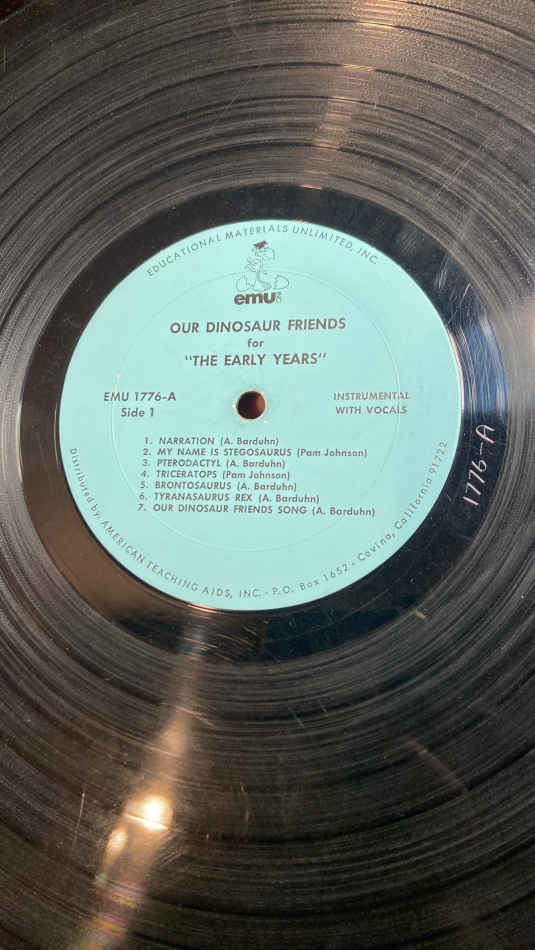 EDUCATIONAL MATERIALS UNLIMITED, INC.
emu
OUR DINOSAUR FRIENDS
for
"THE EARLY YEARS"
EMU 1776-A
Side 1
INSTRUMENTAL
WITH VOCALS
1. NARRATION (A. Barduhn)
2. MY NAME IS STEGOSAURUS (Pam Johnson)
3. PTERODACTYL (A. Barduhn)
4. TRICERATOPS (Pam Johnson)
5. BRONTOSAURUS (A. Barduhn)
6. TYRANASAURUS REX (A. Barduhn)
7. OUR DINOSAUR FRIENDS SONG (A. Barduhn)
Distributed by: AMERICAN TEACHING AIDS, INC. - P.O. Box 1652 - Covina, California 91722
1776-A